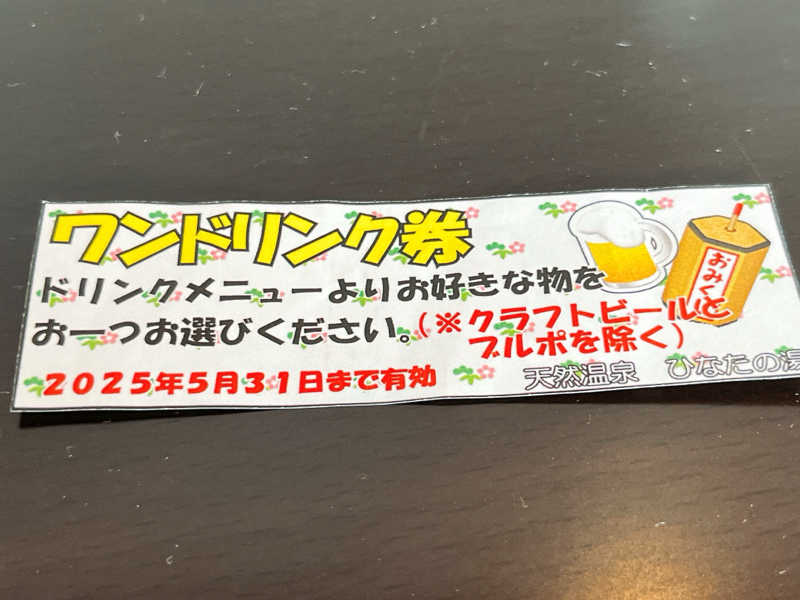 ワンドリンク券
ドリンクメニューよりお好きな物を
お一つお選びください。(※クラフトビールと
ブルポを除く)
2025年5月31日まで有効
天然温泉 ひなたの湯
おみく